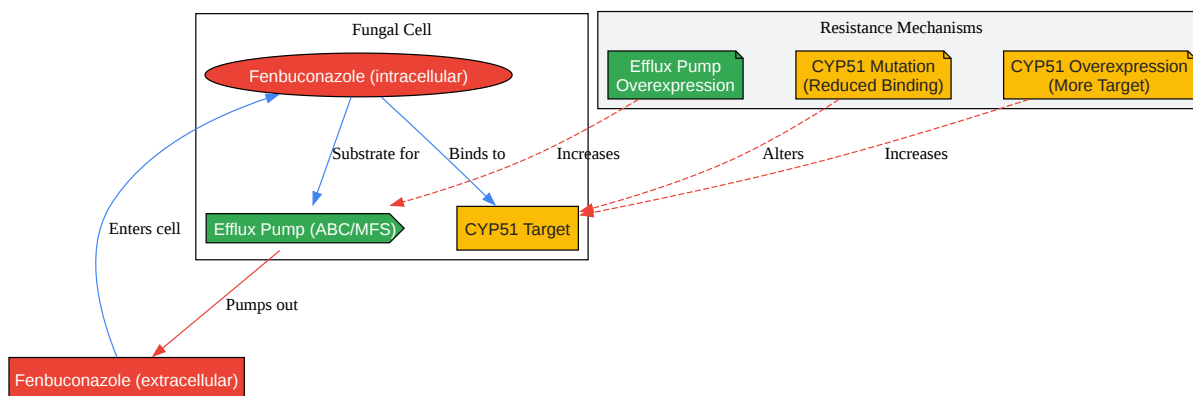 Fungal Cell
Resistance Mechanisms
Fenbuconazole (intracellular)
Efflux Pump
Overexpression
CYP51 Mutation
(Reduced Binding)
CYP51 Overexpression
(More Target)
Substrate for
Binds to
Increases
Alters
Increases
Enters cell
Efflux Pump (ABC/MFS)
CYP51 Target
Pumps out
Fenbuconazole (extracellular)